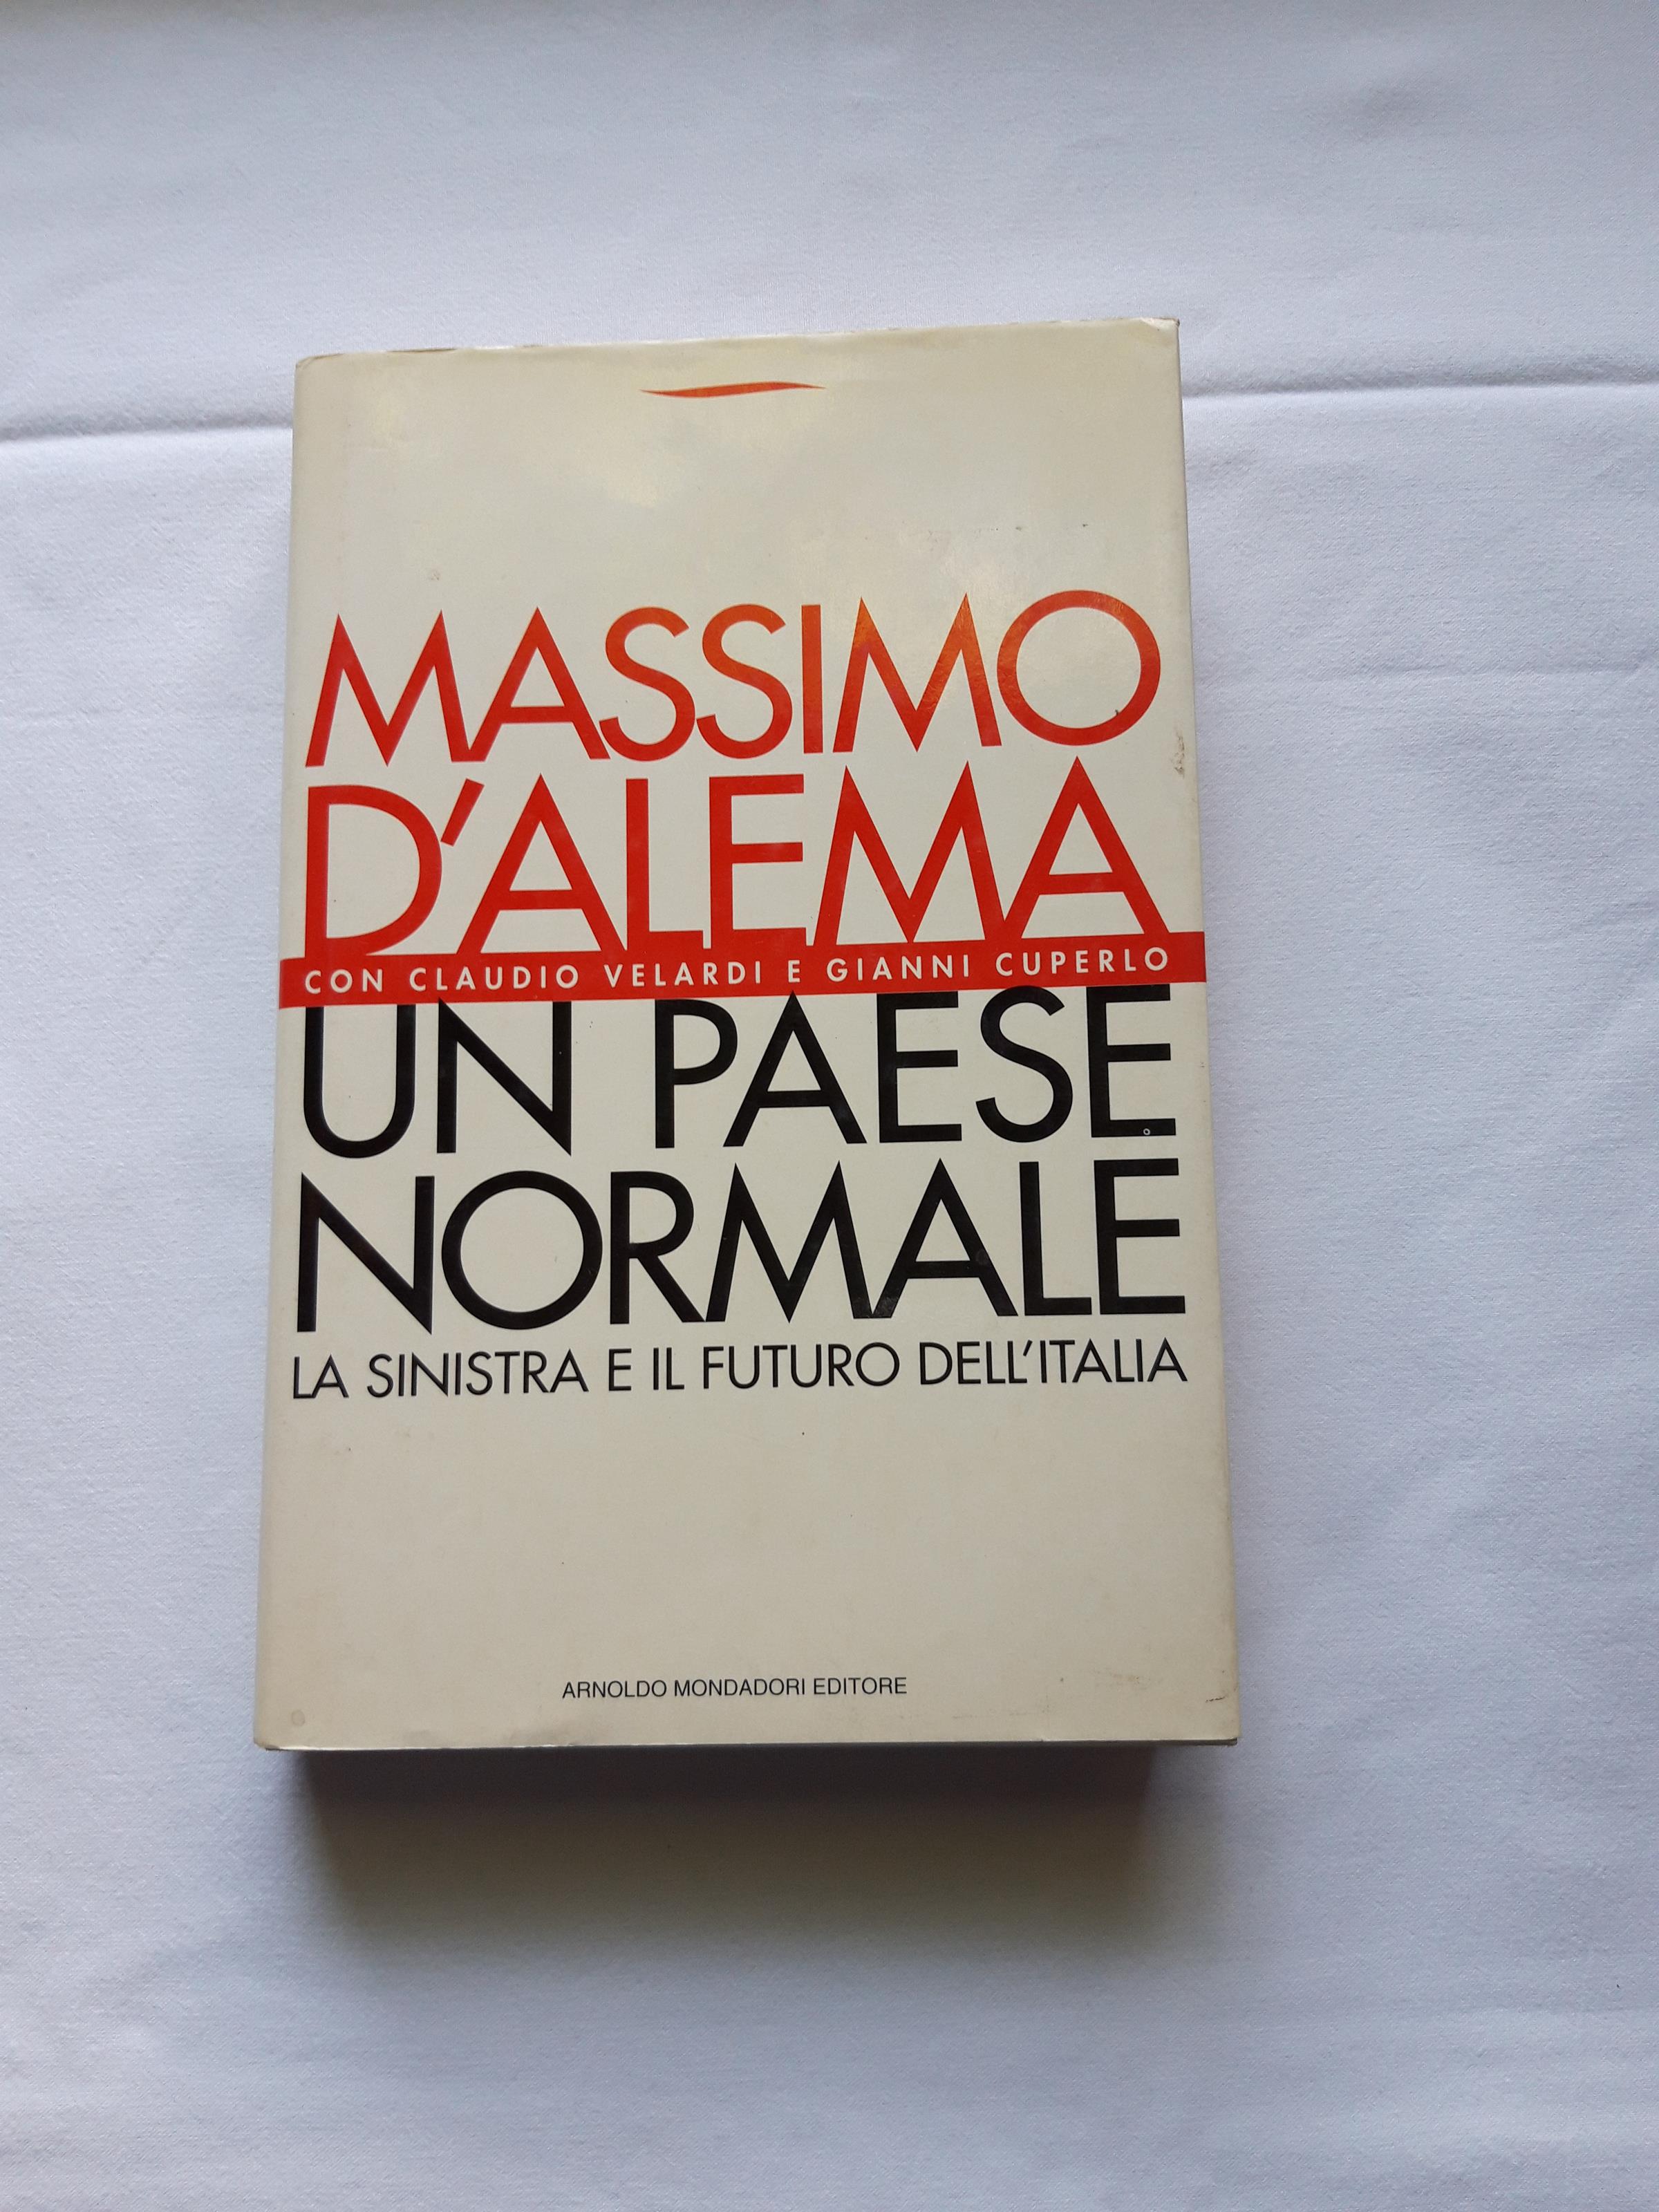 MASSIMO
D'ALEMA
CON CLAUDIO VELARDI E GIANNI CUPERLO
UN PAESE
NORMALE
LA SINISTRA E IL FUTURO DELL'ITALIA
ARNOLDO MONDADORI EDITORE